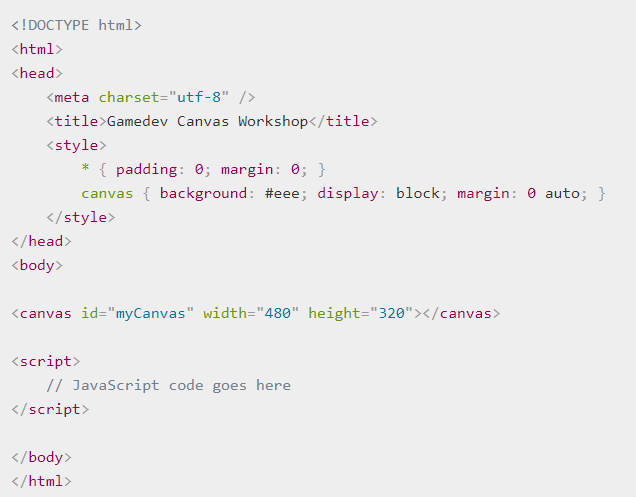 <!DOCTYPE html>
<html>
<head>
    <meta charset="utf-8" />
    <title>Gamedev Canvas Workshop</title>
    <style>
        * { padding: 0; margin: 0; }
        canvas { background: #eee; display: block; margin: 0 auto; }
    </style>
</head>
<body>

<canvas id="myCanvas" width="480" height="320"></canvas>

<script>
    // JavaScript code goes here
</script>

</body>
</html>